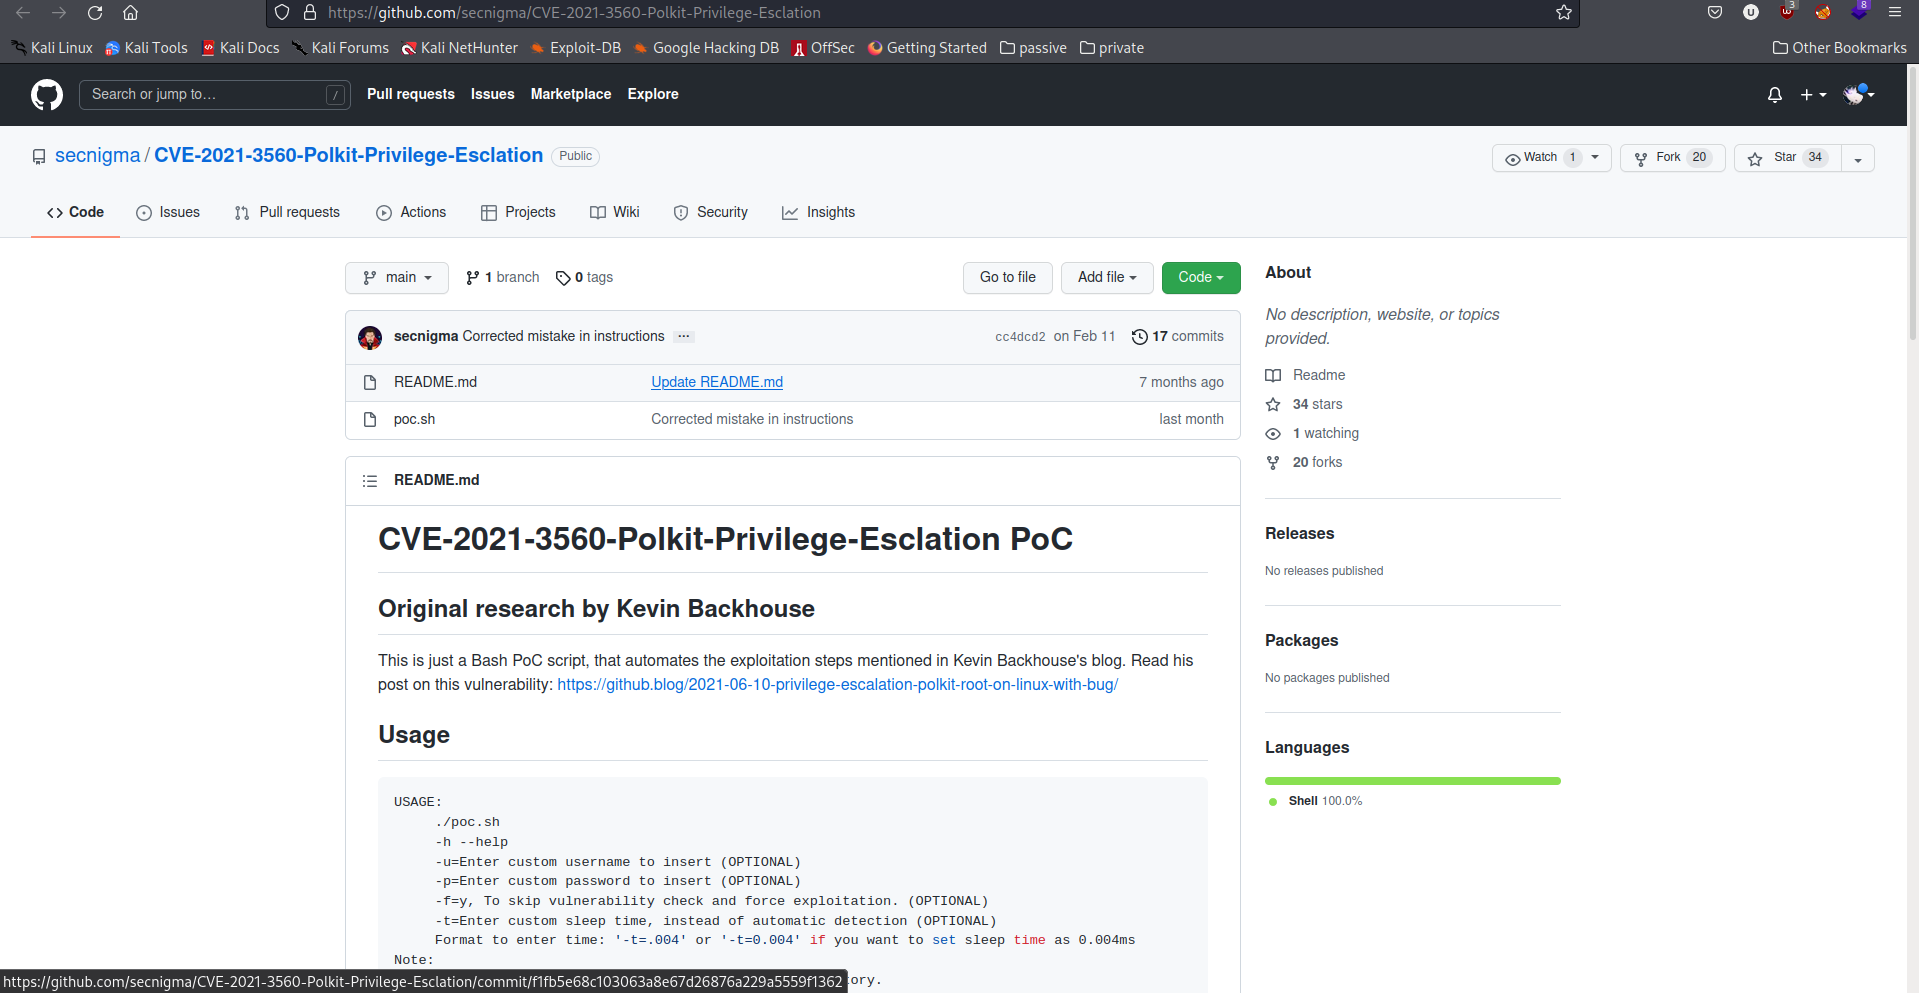 https://github.com/secnigma/CVE-2021-3560-Polkit-Privilege-Esclation
3
8
Kali Linux Kali Tools Kali Docs Kali Forums Kali NetHunter Exploit-DB Google Hacking DB OffSec Getting Started passive private Other Bookmarks
Search or jump to… / Pull requests Issues Marketplace Explore
secnigma / CVE-2021-3560-Polkit-Privilege-Esclation Public
Watch 1 Fork 20 Star 34
Code Issues Pull requests Actions Projects Wiki Security Insights
main 1 branch 0 tags Go to file Add file Code
secnigma Corrected mistake in instructions ... cc4dcd2 on Feb 11 17 commits
README.md Update README.md 7 months ago
poc.sh Corrected mistake in instructions last month
README.md
CVE-2021-3560-Polkit-Privilege-Esclation PoC
Original research by Kevin Backhouse
This is just a Bash PoC script, that automates the exploitation steps mentioned in Kevin Backhouse's blog. Read his
post on this vulnerability: https://github.blog/2021-06-10-privilege-escalation-polkit-root-on-linux-with-bug/
Usage
USAGE:
./poc.sh
-h --help
-u=Enter custom username to insert (OPTIONAL)
-p=Enter custom password to insert (OPTIONAL)
-f=y, To skip vulnerability check and force exploitation. (OPTIONAL)
-t=Enter custom sleep time, instead of automatic detection (OPTIONAL)
Format to enter time: '-t=.004' or '-t=0.004' if you want to set sleep time as 0.004ms
Note:
ory.
About
No description, website, or topics
provided.
Readme
34 stars
1 watching
20 forks
Releases
No releases published
Packages
No packages published
Languages
Shell 100.0%
https://github.com/secnigma/CVE-2021-3560-Polkit-Privilege-Esclation/commit/f1fb5e68c103063a8e67d26876a229a5559f1362